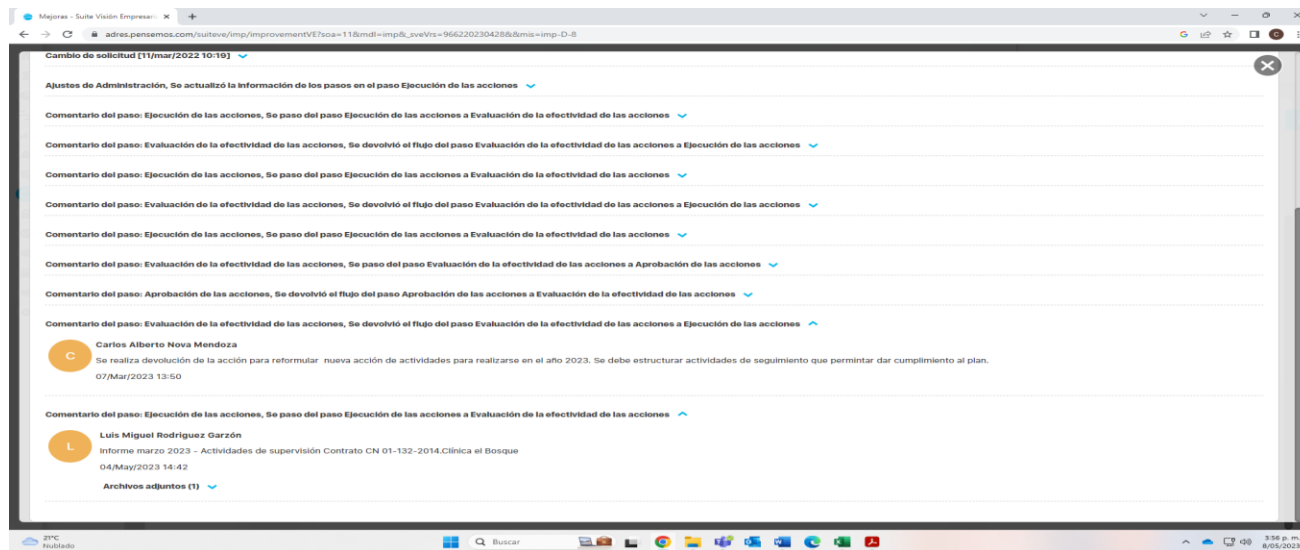 Mejoras - Suite Visión Empresari
adres.pensemos.com/suiteve/imp/improvementVE?soa=11&mdl=imp&_sveVrs=966220230428&&mis=imp-D-8
Cambio de solicitud [11/mar/2022 10:19]
Ajustes de Administración, Se actualizó la información de los pasos en el paso Ejecución de las acciones
Comentario del paso: Ejecución de las acciones, Se paso del paso Ejecución de las acciones a Evaluación de la efectividad de las acciones
Comentario del paso: Evaluación de la efectividad de las acciones, Se devolvió el flujo del paso Evaluación de la efectividad de las acciones a Ejecución de las acciones
Comentario del paso: Ejecución de las acciones, Se paso del paso Ejecución de las acciones a Evaluación de la efectividad de las acciones
Comentario del paso: Evaluación de la efectividad de las acciones, Se devolvió el flujo del paso Evaluación de la efectividad de las acciones a Ejecución de las acciones
Comentario del paso: Ejecución de las acciones, Se paso del paso Ejecución de las acciones a Evaluación de la efectividad de las acciones
Comentario del paso: Evaluación de la efectividad de las acciones, Se paso del paso Evaluación de la efectividad de las acciones a Aprobación de las acciones
Comentario del paso: Aprobación de las acciones, Se devolvió el flujo del paso Aprobación de las acciones a Evaluación de la efectividad de las acciones
Comentario del paso: Evaluación de la efectividad de las acciones, Se devolvió el flujo del paso Evaluación de la efectividad de las acciones a Ejecución de las acciones
C
Carlos Alberto Nova Mendoza
Se realiza devolución de la acción para reformular nueva acción de actividades para realizarse en el año 2023. Se debe estructurar actividades de seguimiento que permintar dar cumplimiento al plan.
07/Mar/2023 13:50
Comentario del paso: Ejecución de las acciones, Se paso del paso Ejecución de las acciones a Evaluación de la efectividad de las acciones
L
Luis Miguel Rodriguez Garzón
Informe marzo 2023 - Actividades de supervisión Contrato CN 01-132-2014.Clínica el Bosque
04/May/2023 14:42
Archivos adjuntos (1)
21°C
Nublado
Buscar
3:56 p. m.
8/05/2023